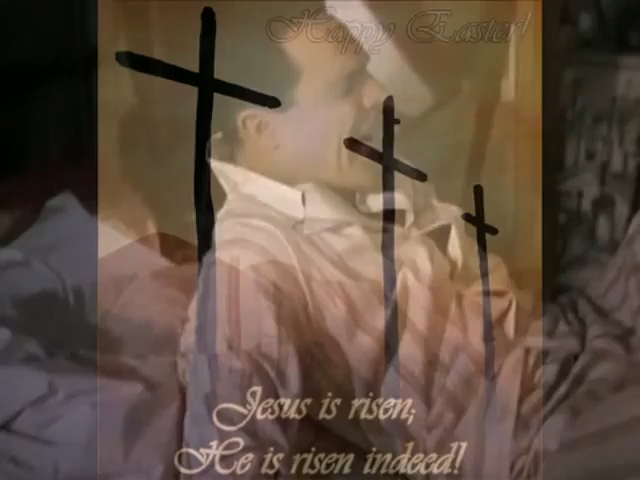 Happy Easter!
Jesus is risen;
He is risen indeed!